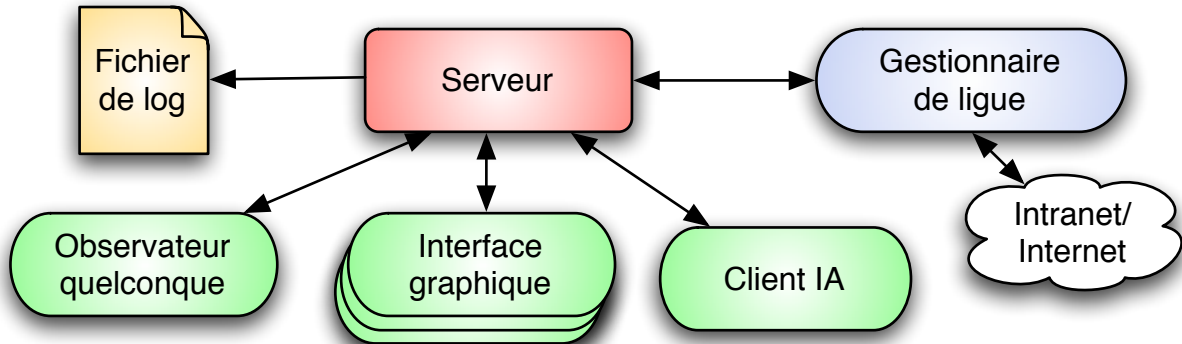 Fichier
de log
Serveur
Gestionnaire
de ligue
Observateur
quelconque
Interface
graphique
Client IA
Intranet/
Internet